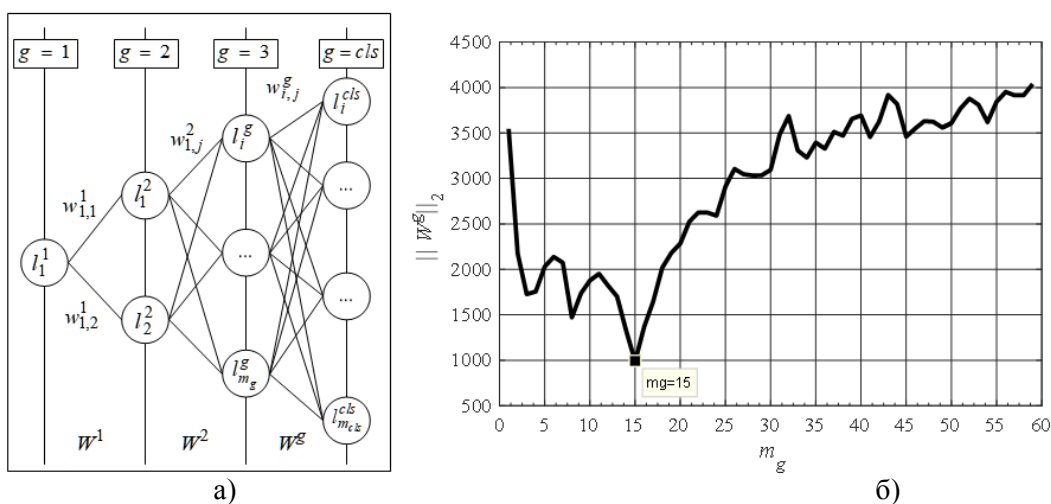 g = 1
g = 2
g = 3
g = cls
w^g_{i,j}
l^{cls}_i
w^2_{1,j}
l^g_i
w^1_{1,1}
l^2_1
...
l^1_1
...
...
w^1_{1,2}
l^2_2
l^g_{m_g}
l^{cls}_{m_{cls}}
W^1
W^2
W^g
а)
4500
4000
3500
3000
2500
2000
1500
1000
500
|| W^g||_2
mg=15
0 5 10 15 20 25 30 35 40 45 50 55 60
m_g
б)